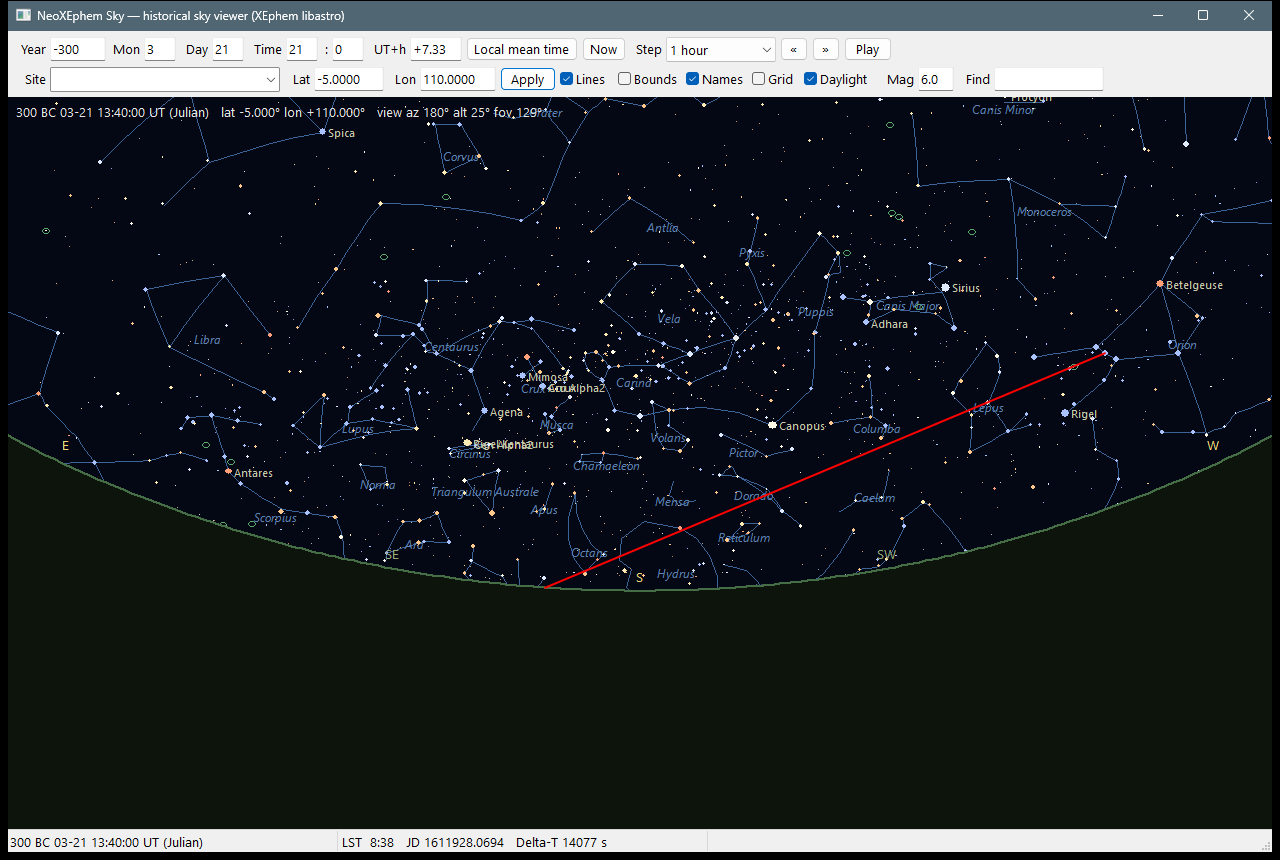 NeoXEphem Sky — historical sky viewer (XEphem libastro)
Year -300 Mon 3 Day 21 Time 21 : 0 UT+h +7.33 Local mean time Now Step 1 hour « » Play
Site Lat -5.0000 Lon 110.0000 Apply Lines Bounds Names Grid Daylight Mag 6.0 Find
300 BC 03-21 13:40:00 UT (Julian) lat -5.000° lon +110.000° view az 180° alt 25° fov 129°
Procyon
Canis Minor
Spica
Corvus
Monoceros
Antlia
Pyxis
Sirius
Betelgeuse
Canis Major
Puppis
Vela
Adhara
Libra
Centaurus
Orion
Mimosa
Carina
Crux
Lepus
Agena
Rigel
Musca
Canopus
Lupus
Columba
Volans
E
W
Circinus
Pictor
Chamaeleon
Antares
Norma
Triangulum Australe
Dorado
Caelum
Mensa
Apus
Scorpius
Reticulum
Ara
SE
Octans
SW
S
Hydrus
300 BC 03-21 13:40:00 UT (Julian) LST 8:38 JD 1611928.0694 Delta-T 14077 s